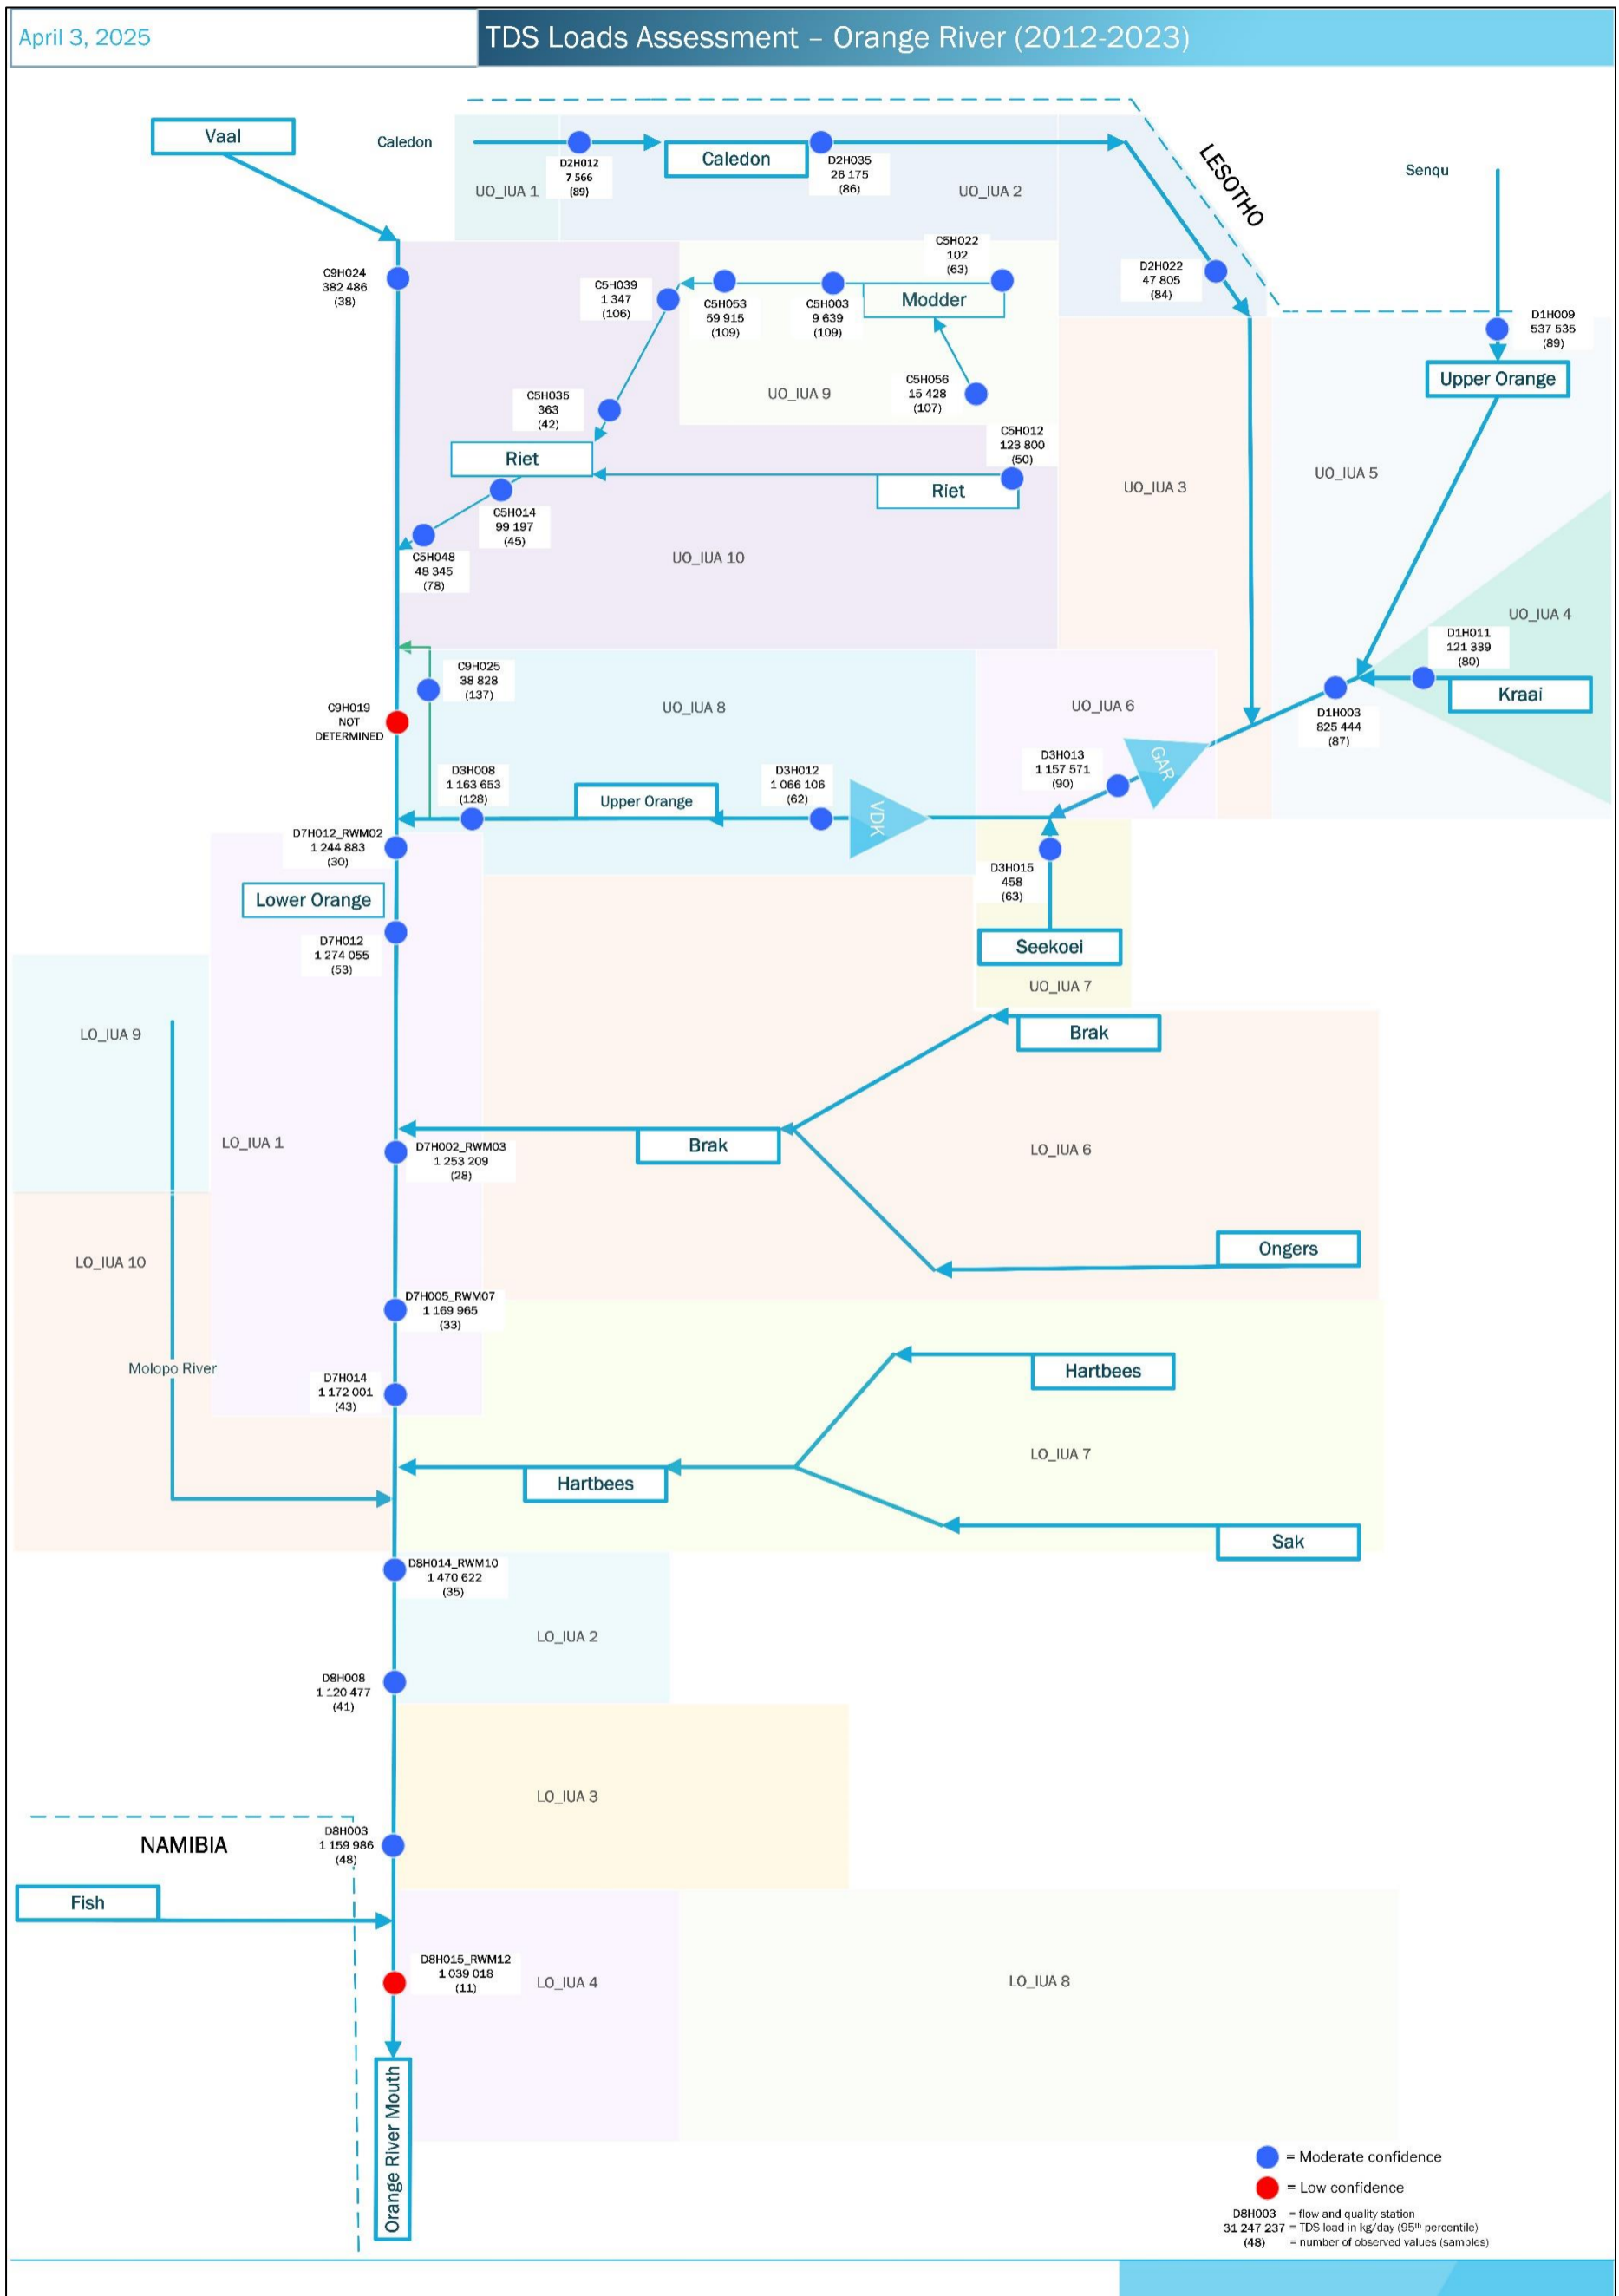 April 3, 2025
TDS Loads Assessment – Orange River (2012-2023)
Vaal
Caledon
D2H012
7 566
(89)
Caledon
D2H035
26 175
(86)
UO_IUA 1
UO_IUA 2
LESOTHO
Senqu
C9H024
382 486
(38)
C5H039
1 347
(106)
C5H053
59 915
(109)
C5H003
9 639
(109)
C5H022
102
(63)
Modder
D2H022
47 805
(84)
D1H009
537 535
(89)
Upper Orange
C5H035
363
(42)
UO_IUA 9
C5H056
15 428
(107)
Riet
C5H012
123 800
(50)
Riet
UO_IUA 3
UO_IUA 5
C5H014
99 197
(45)
C5H048
48 345
(78)
UO_IUA 10
UO_IUA 4
D1H011
121 339
(80)
Kraai
C9H025
38 828
(137)
C9H019
NOT
DETERMINED
UO_IUA 8
UO_IUA 6
D1H003
825 444
(87)
GAR
D3H013
1 157 571
(90)
D3H008
1 163 653
(128)
Upper Orange
D3H012
1 066 106
(62)
VDK
D7H012_RWM02
1 244 883
(30)
D3H015
458
(63)
Lower Orange
D7H012
1 274 055
(53)
Seekoei
UO_IUA 7
LO_IUA 9
Brak
LO_IUA 1
D7H002_RWM03
1 253 209
(28)
Brak
LO_IUA 6
LO_IUA 10
Ongers
D7H005_RWM07
1 169 965
(33)
Molopo River
D7H014
1 172 001
(43)
Hartbees
LO_IUA 7
Hartbees
Sak
D8H014_RWM10
1 470 622
(35)
LO_IUA 2
D8H008
1 120 477
(41)
LO_IUA 3
NAMIBIA
D8H003
1 159 986
(48)
Fish
D8H015_RWM12
1 039 018
(11)
LO_IUA 4
LO_IUA 8
Orange River Mouth
= Moderate confidence
= Low confidence
D8H003 = flow and quality station
31 247 237 = TDS load in kg/day (95th percentile)
(48) = number of observed values (samples)